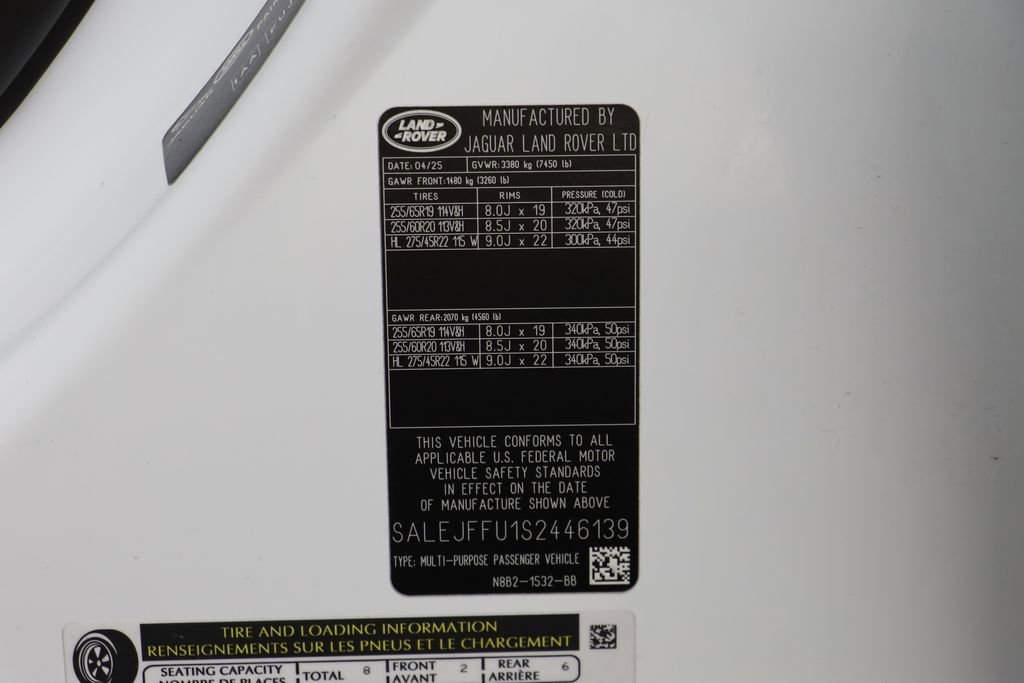 LAND-
-ROVER
MANUFACTURED BY
JAGUAR LAND ROVER LTD
DATE: 04/25 GVWR:3380 kg (7450 lb)
GAWR FRONT:1480 kg (3260 lb)
TIRES RIMS PRESSURE (COLD)
255/65R19 114V&H 8.0J x 19 320kPa, 47psi
255/60R20 113V&H 8.5J x 20 320kPa, 47psi
HL 275/45R22 115 W 9.0J x 22 300kPa, 44psi
GAWR REAR:2070 kg (4560 lb)
255/65R19 114V&H 8.0J x 19 340kPa, 50psi
255/60R20 113V&H 8.5J x 20 340kPa, 50psi
HL 275/45R22 115 W 9.0J x 22 340kPa, 50psi
THIS VEHICLE CONFORMS TO ALL
APPLICABLE U.S. FEDERAL MOTOR
VEHICLE SAFETY STANDARDS
IN EFFECT ON THE DATE
OF MANUFACTURE SHOWN ABOVE
SALEJFFU1S2446139
TYPE: MULTI-PURPOSE PASSENGER VEHICLE
N8B2-1532-BB
TIRE AND LOADING INFORMATION
RENSEIGNEMENTS SUR LES PNEUS ET LE CHARGEMENT
SEATING CAPACITY TOTAL 8 FRONT 2 REAR 6
NOMBRE DE PLACES AVANT ARRIÈRE